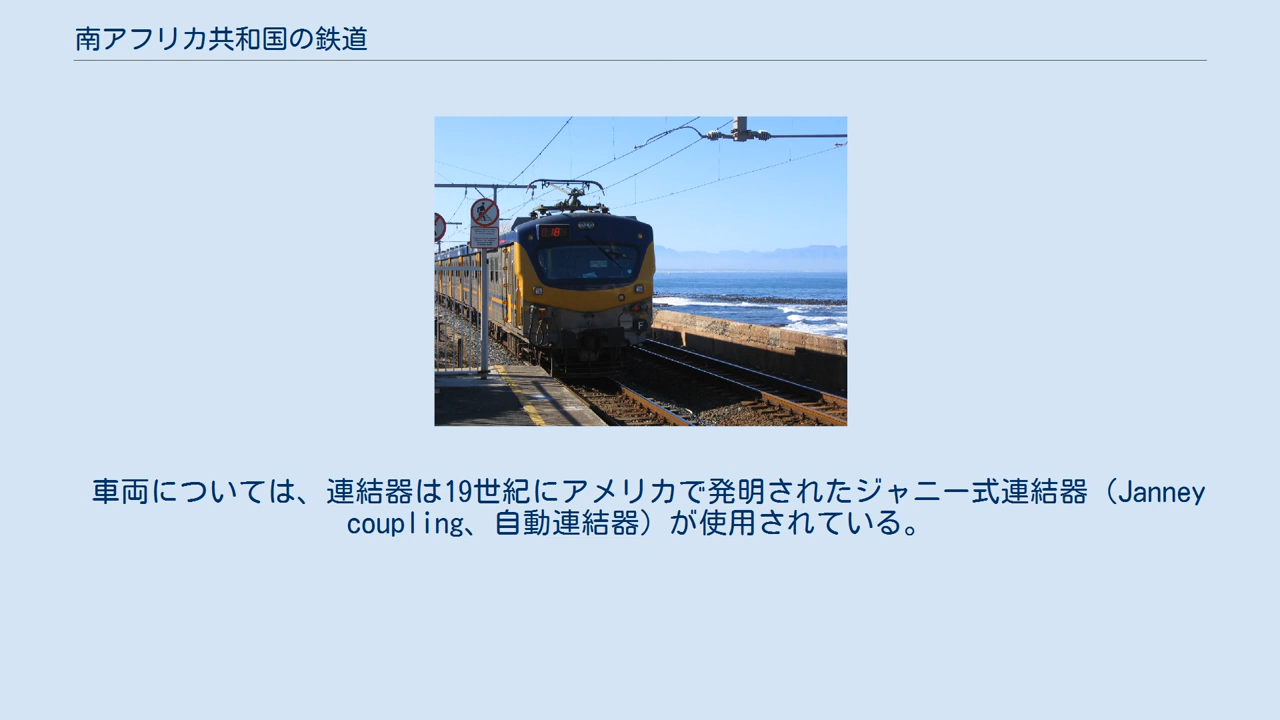 南アフリカ共和国の鉄道
18
F
車両については、連結器は19世紀にアメリカで発明されたジャニー式連結器（Janney
coupling、自動連結器）が使用されている。